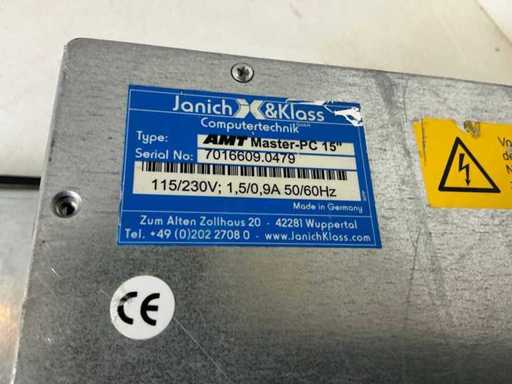 Janich & Klass
Computertechnik GmbH
Type: AMT Master-PC 15"
Serial No: 7016609.0479
115/230V; 1,5/0,9A 50/60Hz
Made in Germany
Zum Alten Zollhaus 20 - 42281 Wuppertal
Tel. +49 (0)202 2708 0 - www.JanichKlass.com
CE